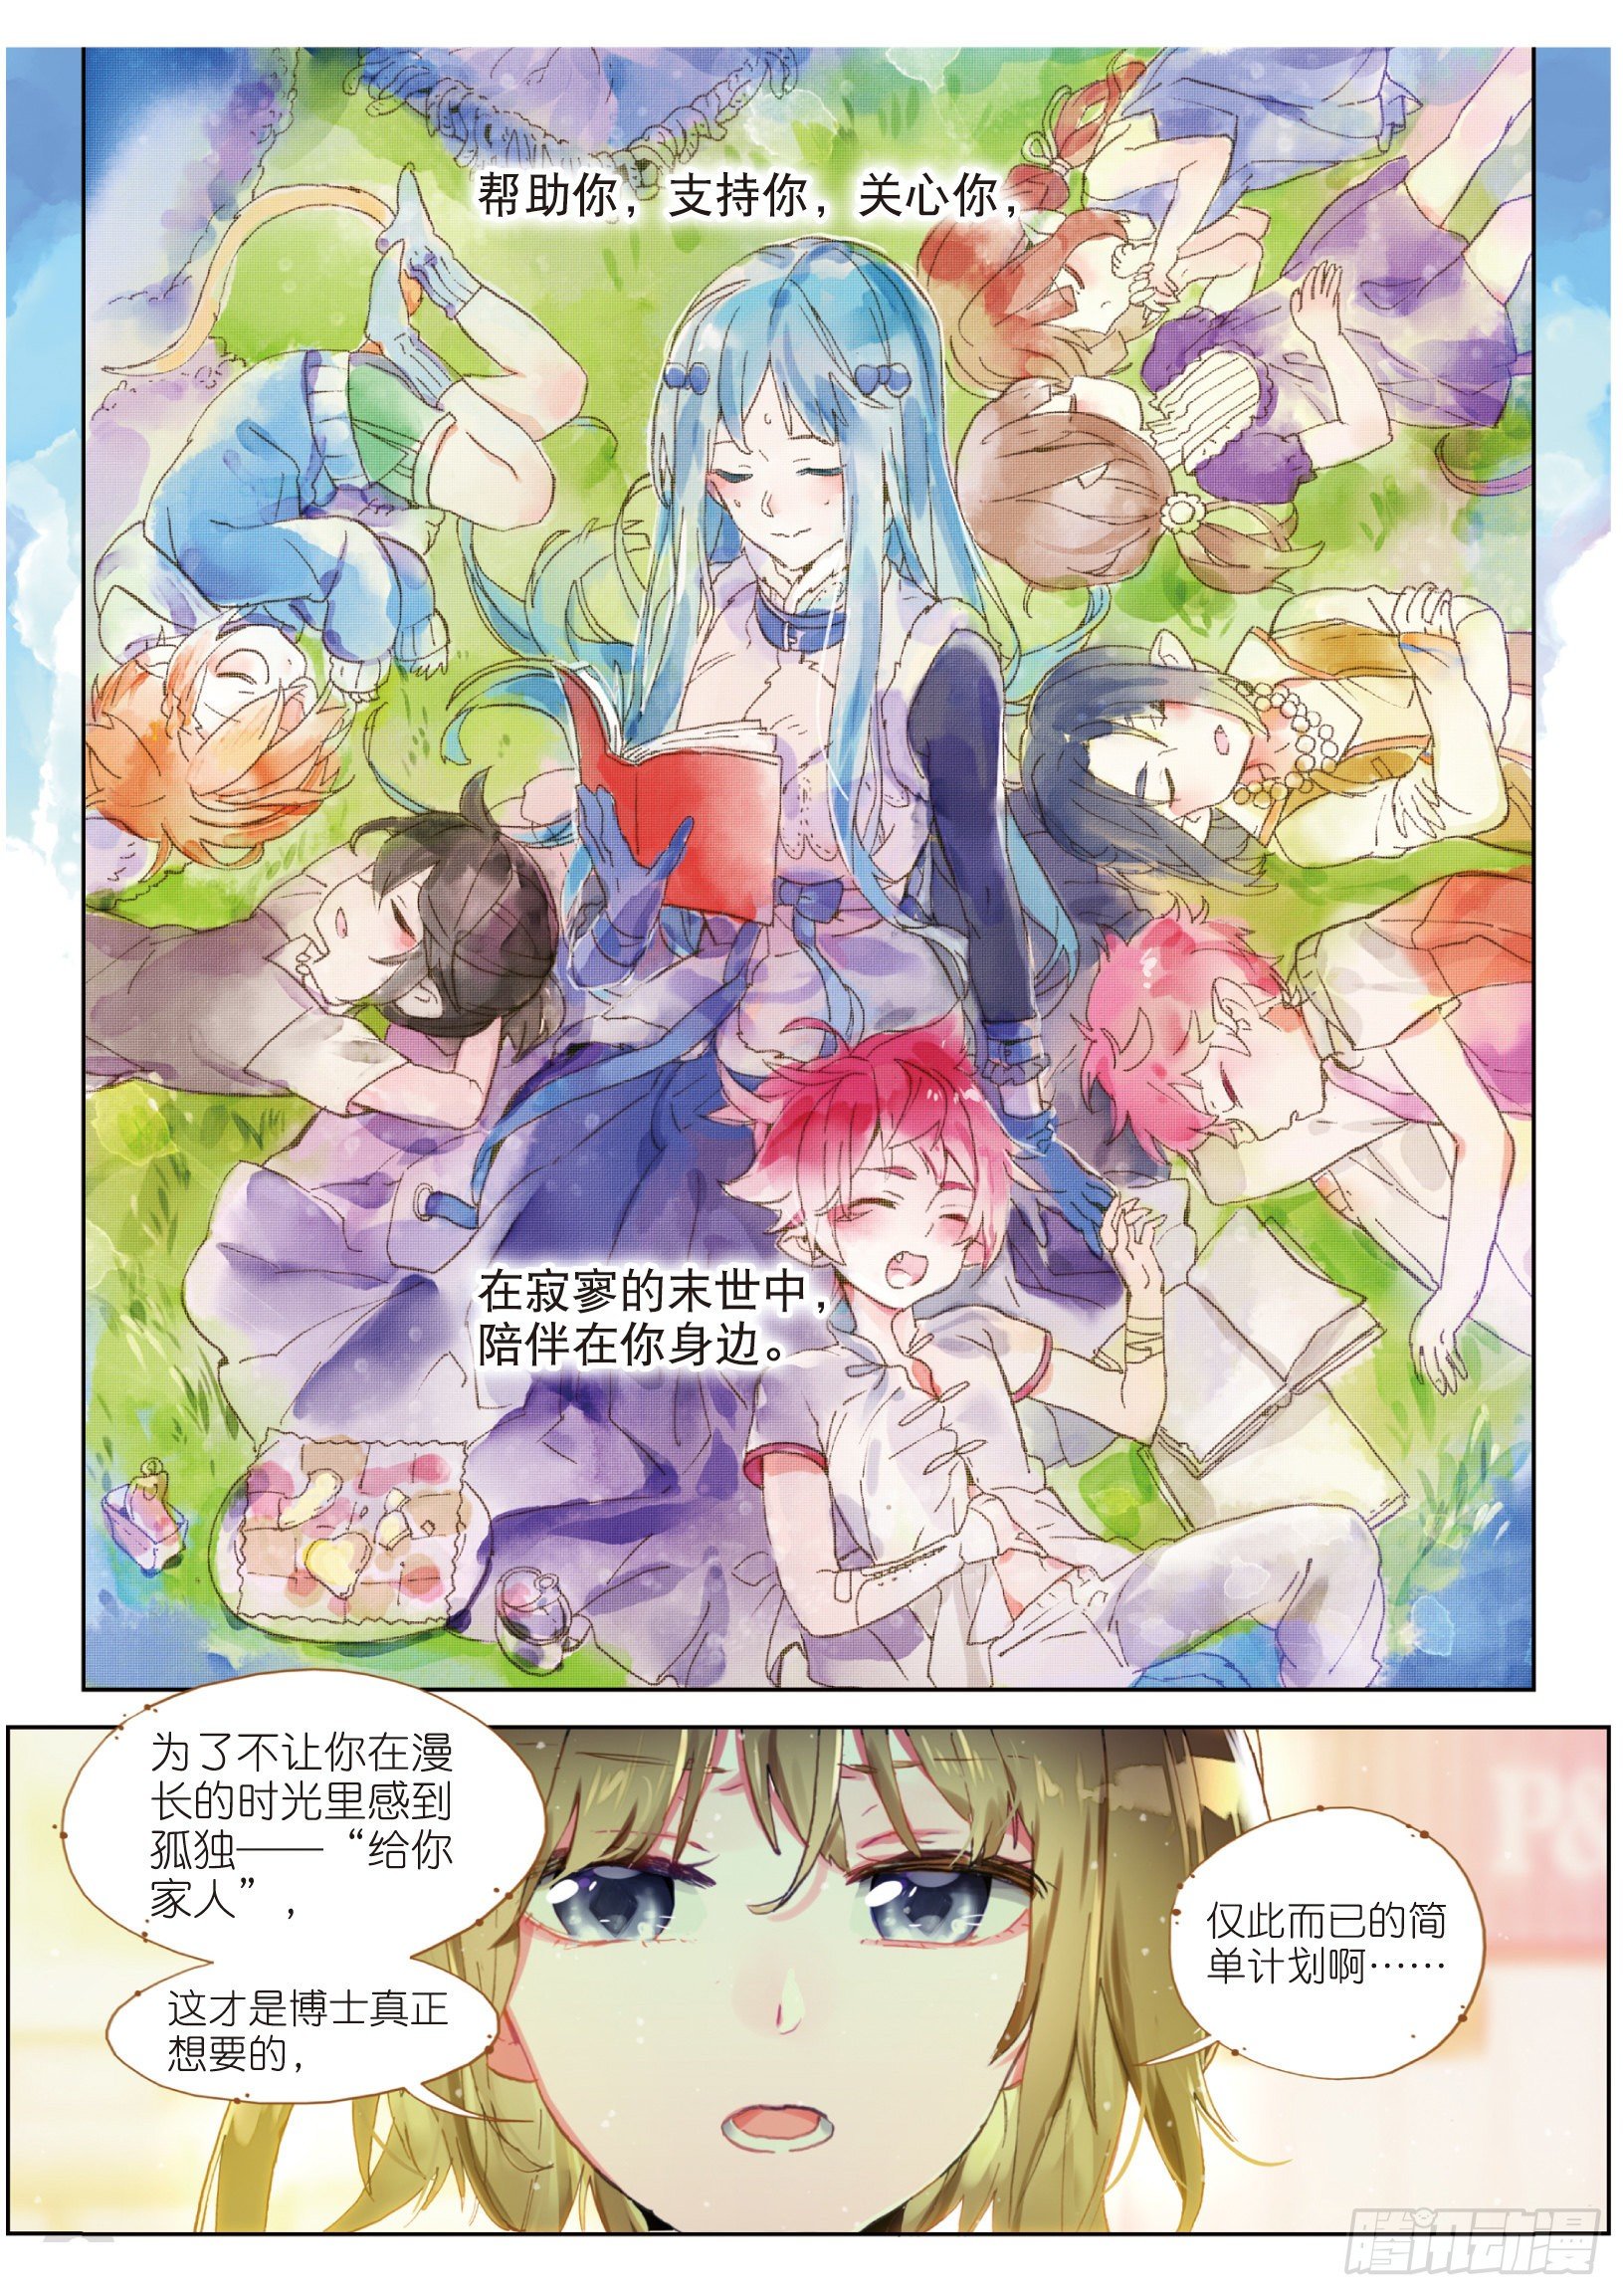 帮助你，支持你，关心你，
在寂寥的末世中，
陪伴在你身边。
为了不让你在漫
长的时光里感到
孤独——“给你
家人”，
这才是博士真正
想要的，
仅此而已的简
单计划啊……
P&
腾讯动漫